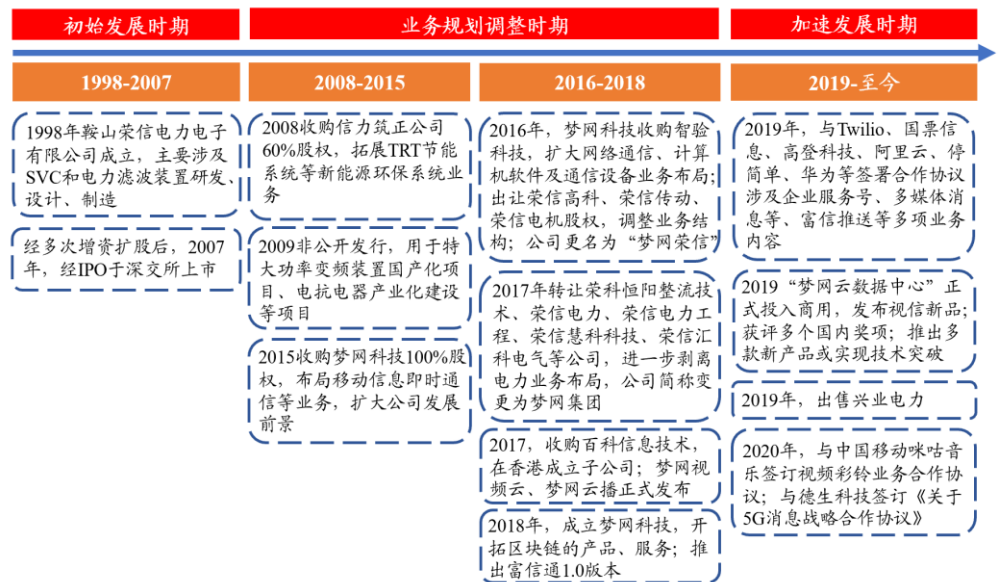 初始发展时期
业务规划调整时期
加速发展时期
1998-2007
2008-2015
2016-2018
2019-至今
1998年鞍山荣信电力电子
有限公司成立，主要涉及
SVC和电力滤波装置研发、
设计、制造
经多次增资扩股后，2007
年，经IPO于深交所上市
2008收购信力筑正公司
60%股权，拓展TRT节能
系统等新能源环保系统业
务
2009非公开发行，用于特
大功率变频装置国产化项
目、电抗电器产业化建设
等项目
2015收购梦网科技100%股
权，布局移动信息即时通
信等业务，扩大公司发展
前景
2016年，梦网科技收购智验
科技，扩大网络通信、计算
机软件及通信设备业务布局；
出让荣信高科、荣信传动、
荣信电机股权，调整业务结
构；公司更名为“梦网荣信”
2017年转让荣科恒阳整流技
术、荣信电力、荣信电力工
程、荣信慧科科技、荣信汇
科电气等公司，进一步剥离
电力业务布局，公司简称变
更为梦网集团
2017，收购百科信息技术，
在香港成立子公司；梦网视
频云、梦网云播正式发布
2018年，成立梦网科技，开
拓区块链的产品、服务；推
出富信通1.0版本
2019年，与Twilio、国票信
息、高登科技、阿里云、停
简单、华为等签署合作协议
涉及企业服务号、多媒体消
息等、富信推送等多项业务
内容
2019“梦网云数据中心”正
式投入商用，发布视信新品；
获评多个国内奖项；推出多
款新产品或实现技术突破
2019年，出售兴业电力
2020年，与中国移动咪咕音
乐签订视频彩铃业务合作协
议；与德生科技签订《关于
5G消息战略合作协议》